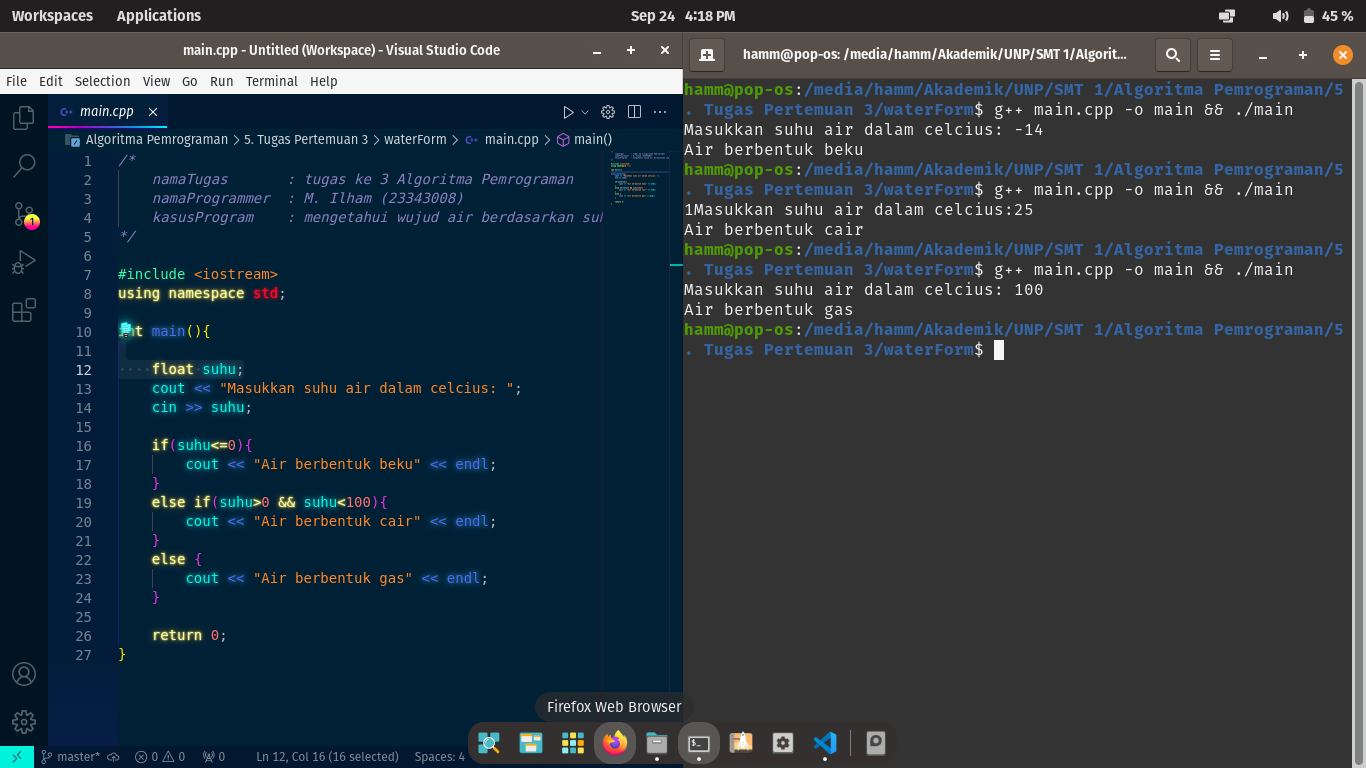 Workspaces Applications Sep 24 4:18 PM 45 %
main.cpp - Untitled (Workspace) - Visual Studio Code
File Edit Selection View Go Run Terminal Help
main.cpp
Algoritma Pemrograman > 5. Tugas Pertemuan 3 > waterForm > main.cpp > main()
1 /*
2 namaTugas : tugas ke 3 Algoritma Pemrograman
3 namaProgrammer : M. Ilham (23343008)
4 kasusProgram : mengetahui wujud air berdasarkan
5 */
6
7 #include <iostream>
8 using namespace std;
9
10 int main(){
11
12 float suhu;
13 cout << "Masukkan suhu air dalam celcius: ";
14 cin >> suhu;
15
16 if(suhu<=0){
17 cout << "Air berbentuk beku" << endl;
18 }
19 else if(suhu>0 && suhu<100){
20 cout << "Air berbentuk cair" << endl;
21 }
22 else {
23 cout << "Air berbentuk gas" << endl;
24 }
25
26 return 0;
27 }
1
master* 0 0 0 Ln 12, Col 16 (16 selected) Spaces: 4
Firefox Web Browser
hamm@pop-os: /media/hamm/Akademik/UNP/SMT 1/Algorit...
hamm@pop-os:/media/hamm/Akademik/UNP/SMT 1/Algoritma Pemrograman/5
. Tugas Pertemuan 3/waterForm$ g++ main.cpp -o main && ./main
Masukkan suhu air dalam celcius: -14
Air berbentuk beku
hamm@pop-os:/media/hamm/Akademik/UNP/SMT 1/Algoritma Pemrograman/5
. Tugas Pertemuan 3/waterForm$ g++ main.cpp -o main && ./main
1Masukkan suhu air dalam celcius:25
Air berbentuk cair
hamm@pop-os:/media/hamm/Akademik/UNP/SMT 1/Algoritma Pemrograman/5
. Tugas Pertemuan 3/waterForm$ g++ main.cpp -o main && ./main
Masukkan suhu air dalam celcius: 100
Air berbentuk gas
hamm@pop-os:/media/hamm/Akademik/UNP/SMT 1/Algoritma Pemrograman/5
. Tugas Pertemuan 3/waterForm$